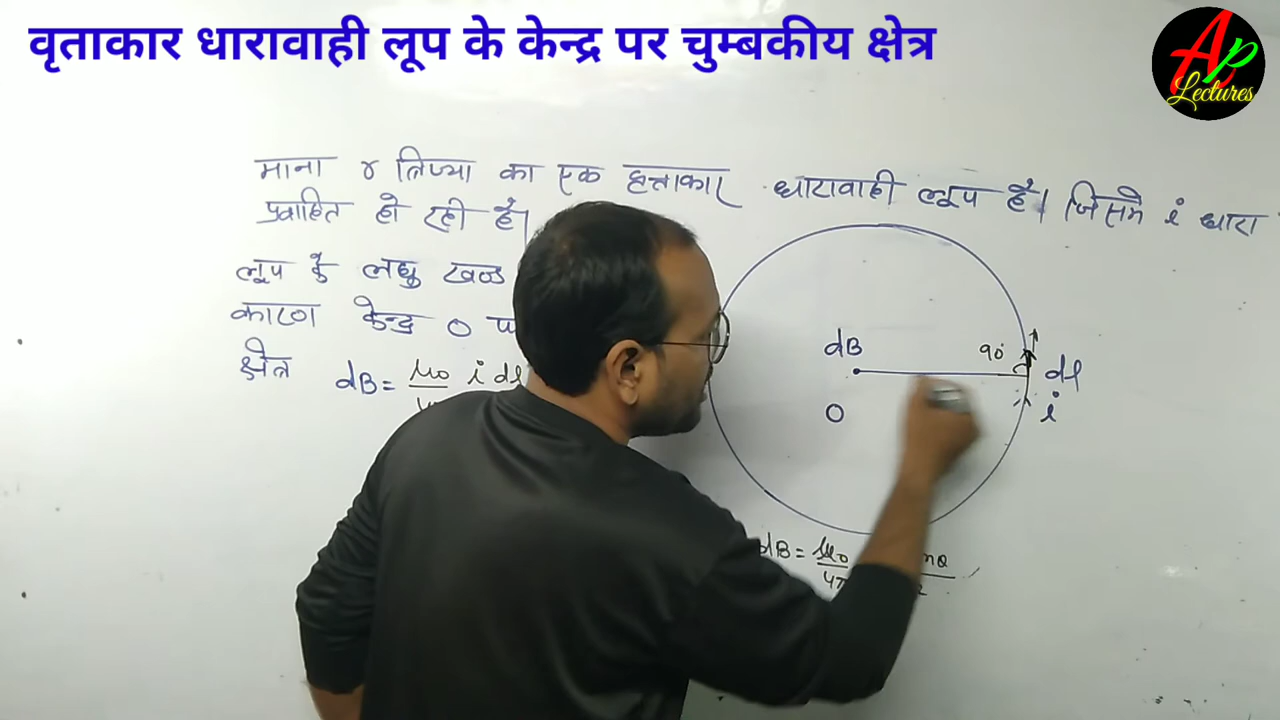 वृताकार धारावाही लूप के केन्द्र पर चुम्बकीय क्षेत्र
Ap
Lectures
माना r त्रिज्या का एक वृत्ताकार धारावाही लूप है। जिसमे i धारा
प्रवाहित हो रही है।
लूप के लघु खण्ड
कारण केन्द्र O
क्षेत्र dB = μ0 i dl
dB
90°
dl
O
i
dB = μ0
4π